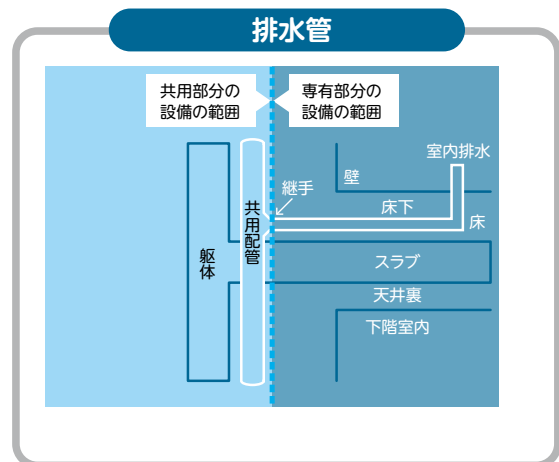 排水管
共用部分の
設備の範囲
専有部分の
設備の範囲
室内排水
壁
継手
床下
床
共用配管
躯体
スラブ
天井裏
下階室内